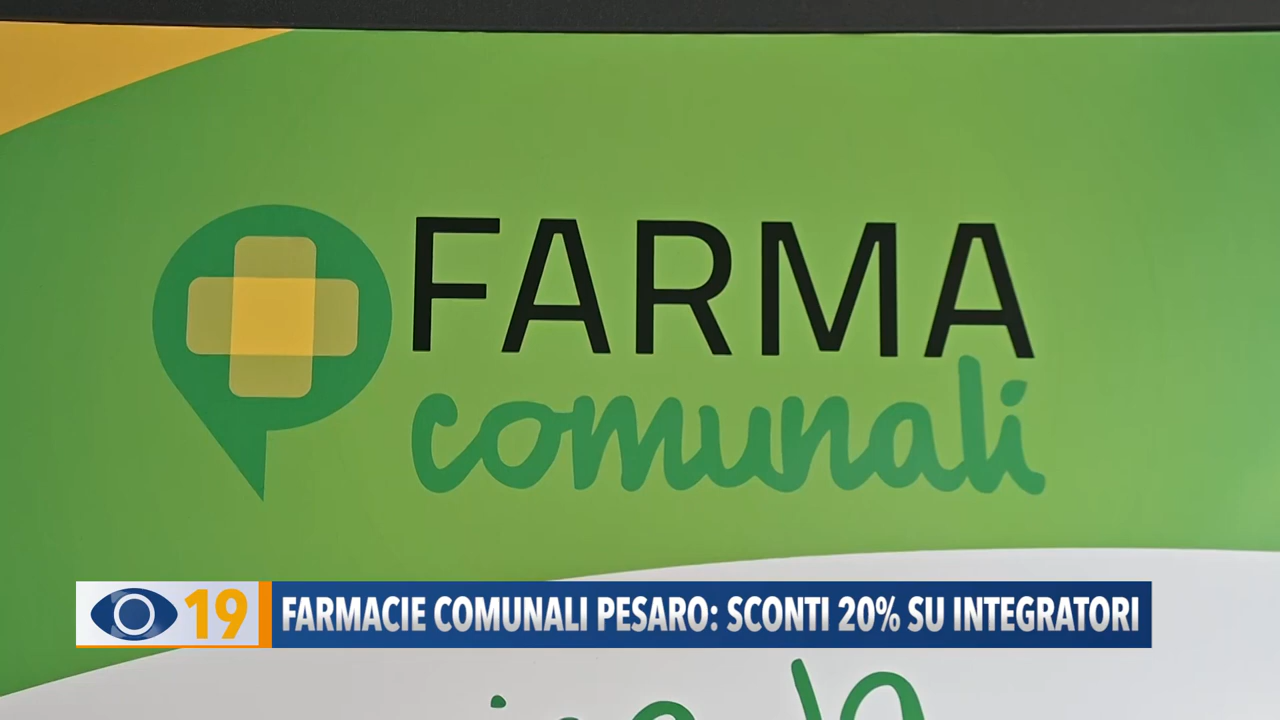 FARMA
comunali
19 FARMACIE COMUNALI PESARO: SCONTI 20% SU INTEGRATORI